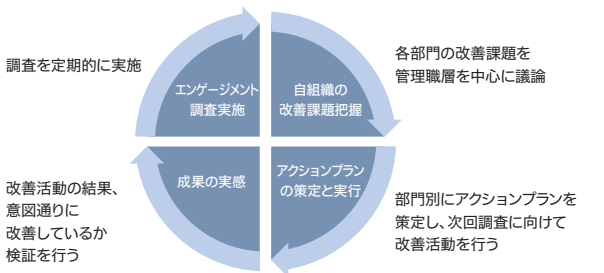 調査を定期的に実施
エンゲージメント
調査実施
自組織の
改善課題把握
各部門の改善課題を
管理職層を中心に議論
改善活動の結果、
意図通りに
改善しているか
検証を行う
成果の実感
アクションプラン
の策定と実行
部門別にアクションプランを
策定し、次回調査に向けて
改善活動を行う